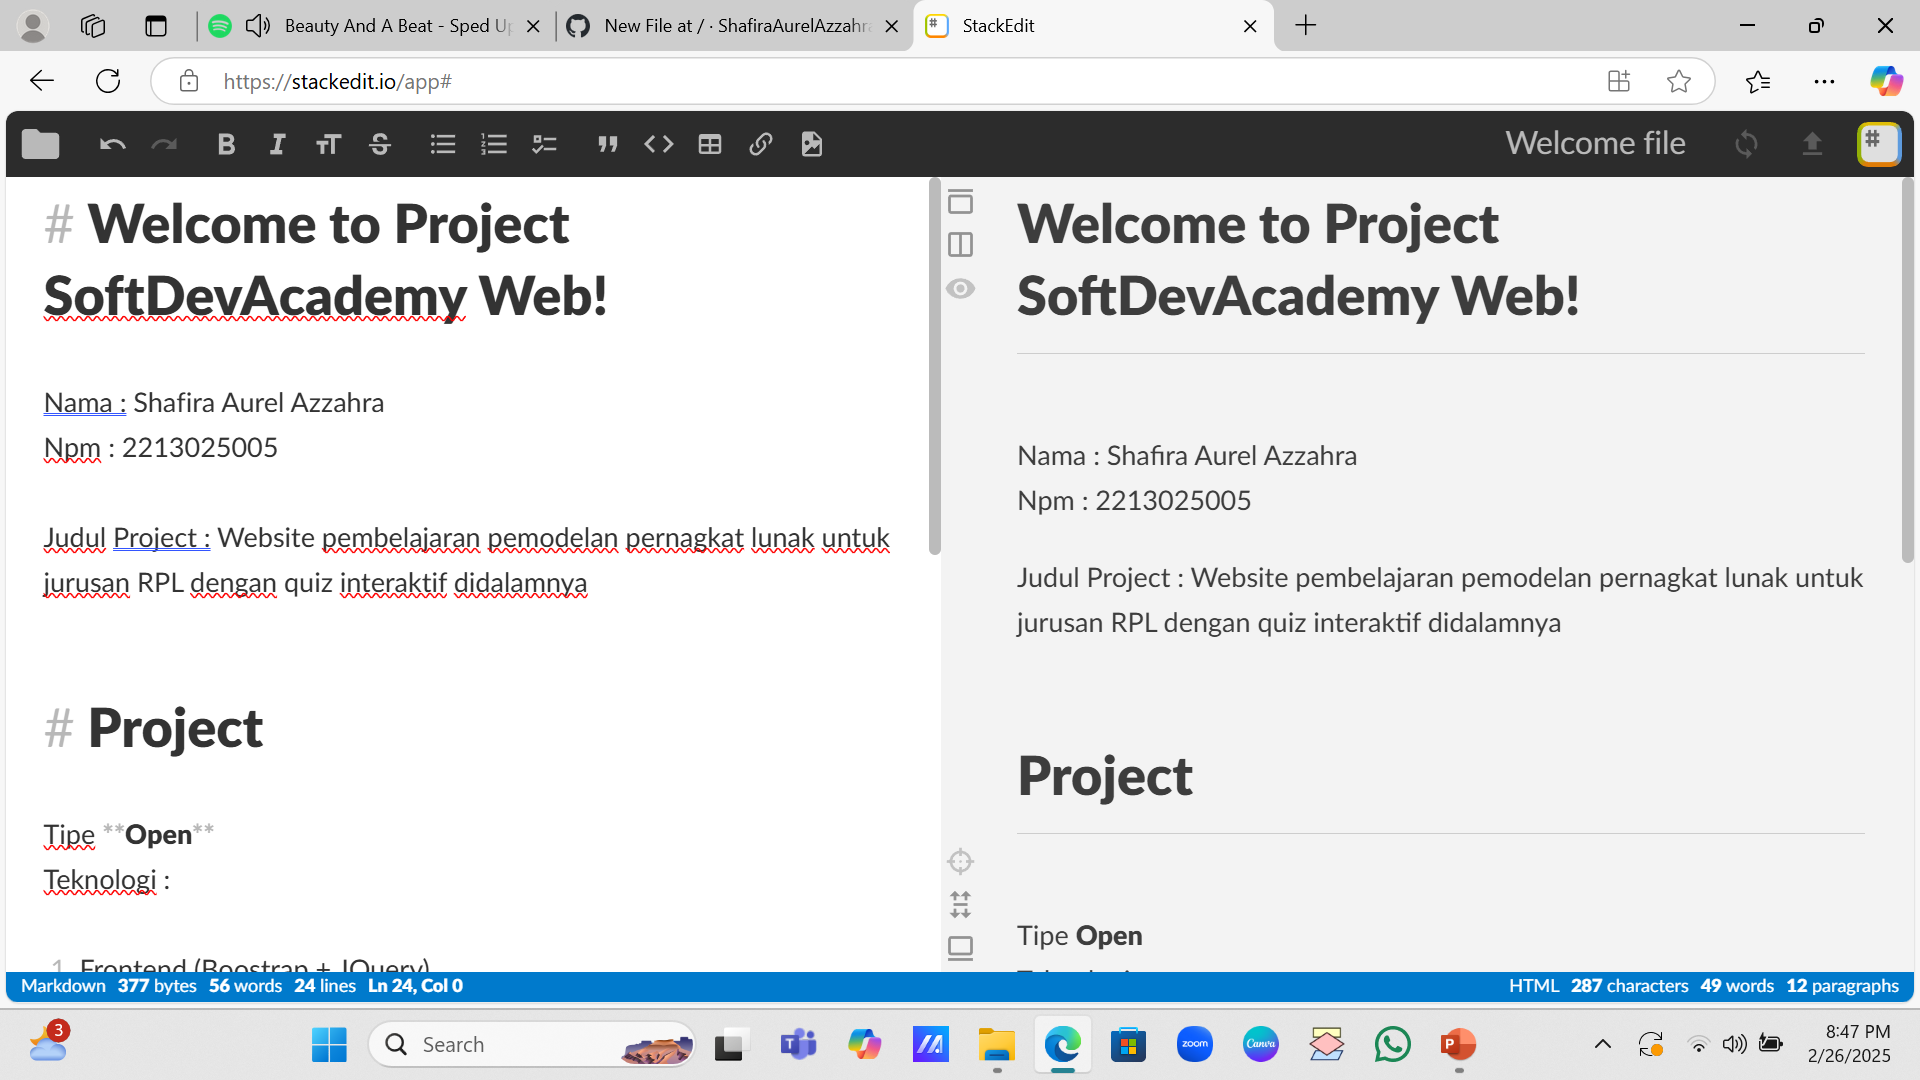 Beauty And A Beat - Sped Up
New File at / · ShafiraAurelAzzahra
StackEdit
https://stackedit.io/app#
Welcome file
# Welcome to Project
SoftDevAcademy Web!
Nama : Shafira Aurel Azzahra
Npm : 2213025005
Judul Project : Website pembelajaran pemodelan pernagkat lunak untuk
jurusan RPL dengan quiz interaktif didalamnya
# Project
Tipe **Open**
Teknologi :
1. Frontend (Boostrap + JQuery)
Welcome to Project
SoftDevAcademy Web!
Nama : Shafira Aurel Azzahra
Npm : 2213025005
Judul Project : Website pembelajaran pemodelan pernagkat lunak untuk
jurusan RPL dengan quiz interaktif didalamnya
Project
Tipe Open
Markdown 377 bytes 56 words 24 lines Ln 24, Col 0
HTML 287 characters 49 words 12 paragraphs
3
Search
zoom
Canva
8:47 PM
2/26/2025